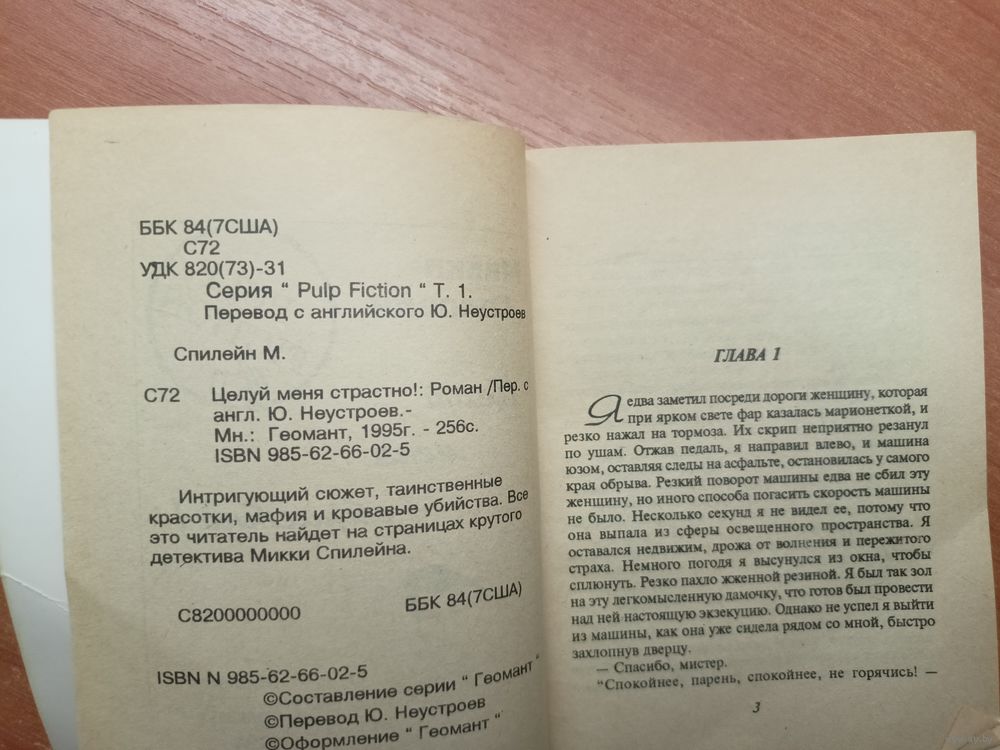 ББК 84(7США)
С72
УДК 820(73)-31
Серия “ Pulp Fiction “ Т. 1.
Перевод с английского Ю. Неустроев
Спилейн М.
С72 Целуй меня страстно!: Роман /Пер. с
англ. Ю. Неустроев.-
Мн.: Геомант, 1995г. - 256с.
ISBN 985-62-66-02-5
Интригующий сюжет, таинственные
красотки, мафия и кровавые убийства. Все
это читатель найдет на страницах крутого
детектива Микки Спилейна.
С8200000000 ББК 84(7США)
ISBN N 985-62-66-02-5
©Составление серии “ Геомант “
©Перевод Ю. Неустроев
©Оформление “ Геомант “
ГЛАВА 1
Я едва заметил посреди дороги женщину, которая
при ярком свете фар казалась марионеткой, и
резко нажал на тормоза. Их скрип неприятно резанул
по ушам. Отжав педаль, я направил влево, и машина
юзом, оставляя следы на асфальте, остановилась у самого
края обрыва. Резкий поворот машины едва не сбил эту
женщину, но иного способа погасить скорость машины
не было. Несколько секунд я не видел ее, потому что
она выпала из сферы освещенного пространства. Я
оставался недвижим, дрожа от волнения и пережитого
страха. Немного погодя я высунулся из окна, чтобы
сплюнуть. Резко пахло жженной резиной. Я был так зол
на эту легкомысленную дамочку, что готов был провести
над ней настоящую экзекуцию. Однако не успел я выйти
из машины, как она уже сидела рядом со мной, быстро
захлопнув дверцу.
— Спасибо, мистер.
“Спокойнее, парень, спокойнее, не горячись! —
3